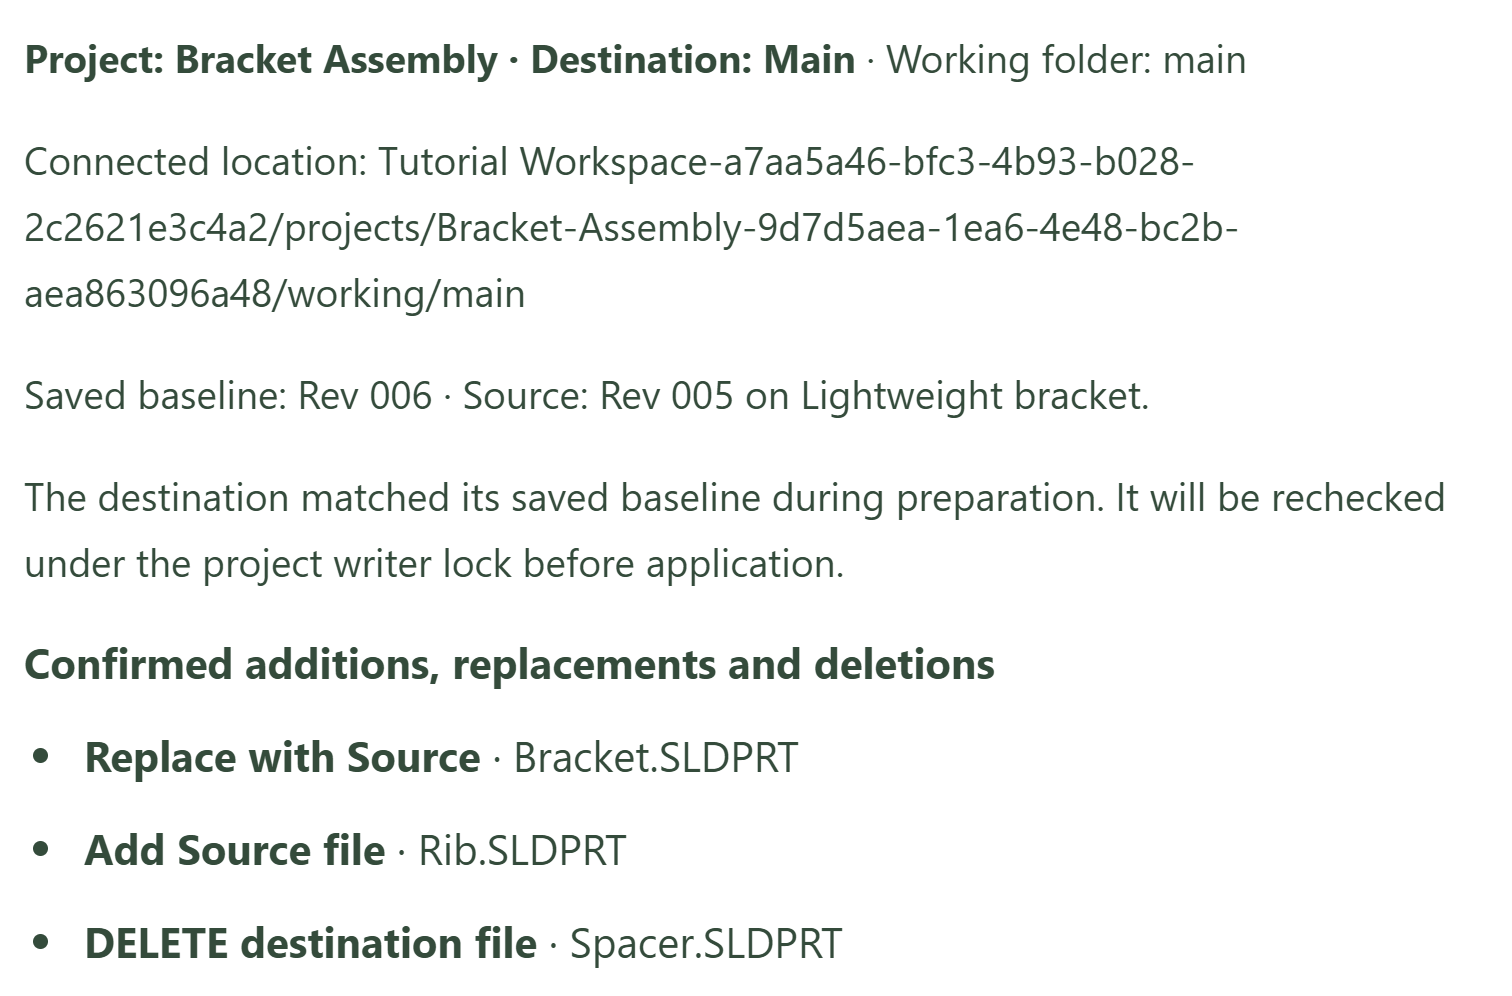 Project: Bracket Assembly · Destination: Main · Working folder: main
Connected location: Tutorial Workspace-a7aa5a46-bfc3-4b93-b028-
2c2621e3c4a2/projects/Bracket-Assembly-9d7d5aea-1ea6-4e48-bc2b-
aea863096a48/working/main
Saved baseline: Rev 006 · Source: Rev 005 on Lightweight bracket.
The destination matched its saved baseline during preparation. It will be rechecked
under the project writer lock before application.
Confirmed additions, replacements and deletions
• Replace with Source · Bracket.SLDPRT
• Add Source file · Rib.SLDPRT
• DELETE destination file · Spacer.SLDPRT